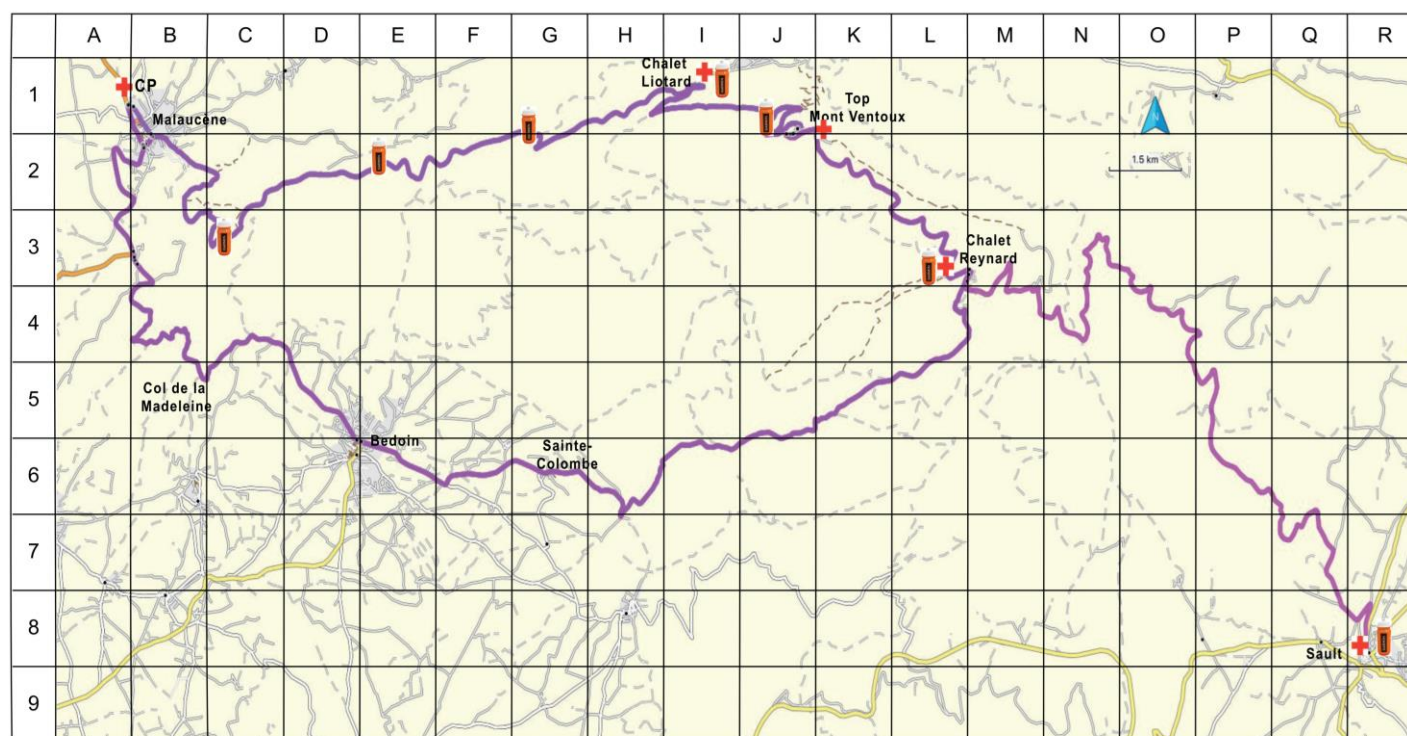 A B C D E F G H I J K L M N O P Q R
1
2
3
4
5
6
7
8
9
CP
Malaucène
Chalet
Liotard
Top
Mont Ventoux
N
1.5 km
Chalet
Reynard
Col de la
Madeleine
Bedoin
Sainte-
Colombe
Sault